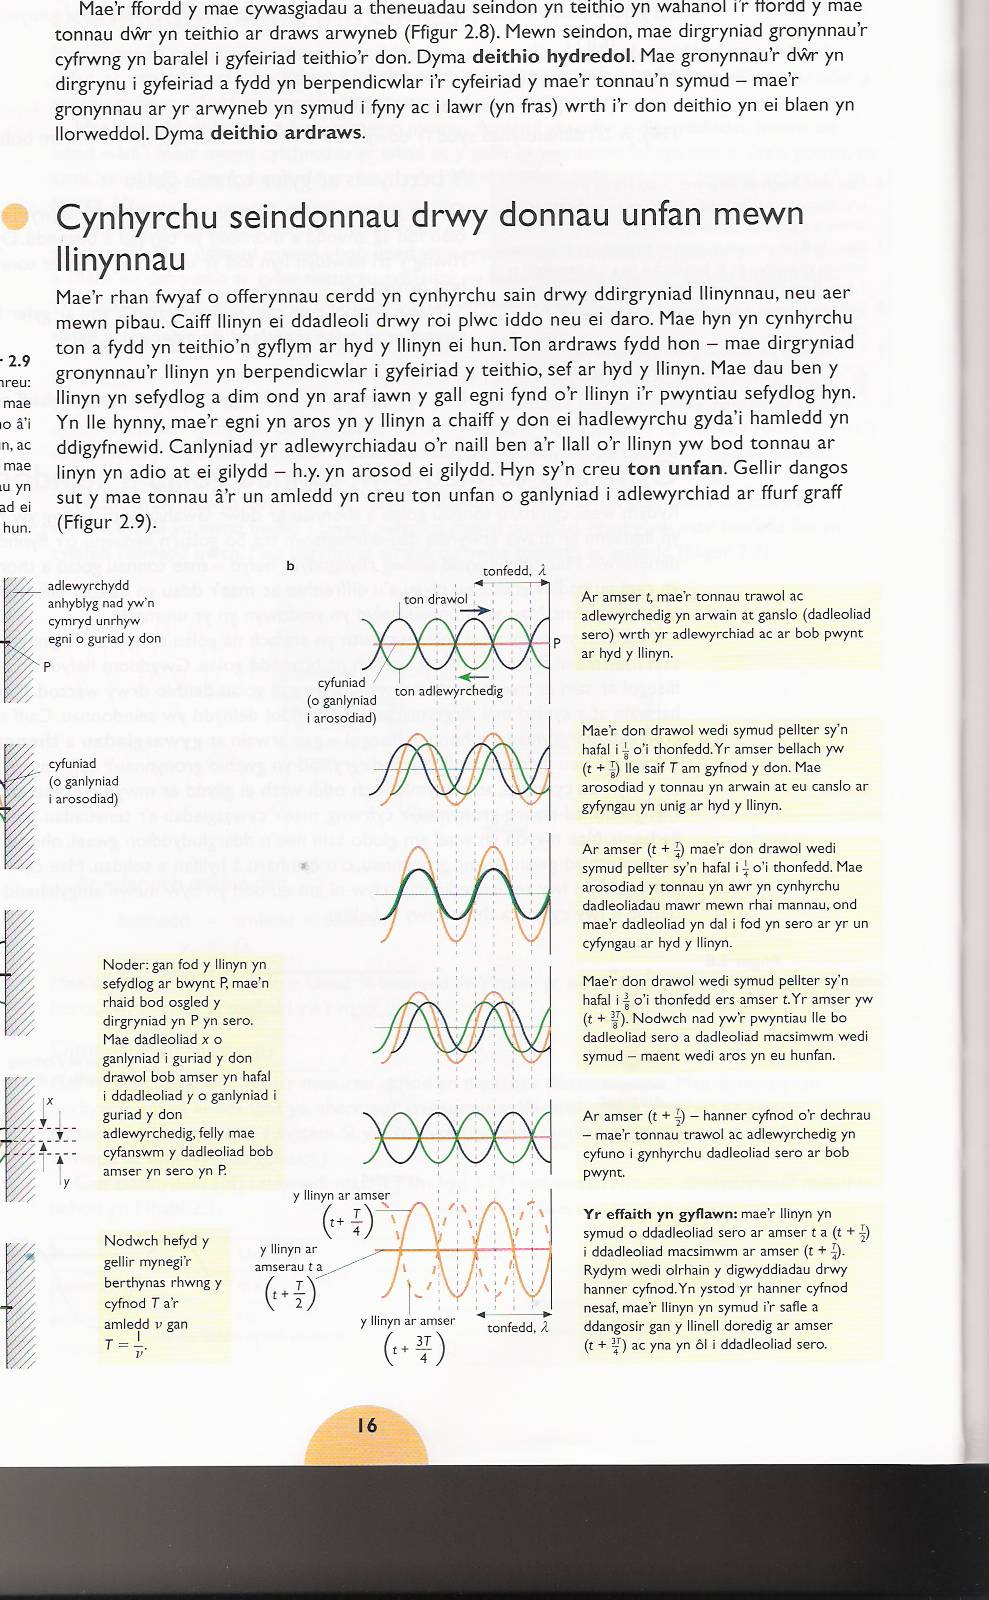 Mae'r ffordd y mae cywasgiadau a theneuadau seindon yn teithio yn wahanol i'r ffordd y mae
tonnau dŵr yn teithio ar draws arwyneb (Ffigur 2.8). Mewn seindon, mae dirgryniad gronynnau'r
cyfrwng yn baralel i gyfeiriad teithio'r don. Dyma deithio hydredol. Mae gronynnau'r dŵr yn
dirgrynu i gyfeiriad a fydd yn berpendicwlar i'r cyfeiriad y mae'r tonnau'n symud – mae'r
gronynnau ar yr arwyneb yn symud i fyny ac i lawr (yn fras) wrth i'r don deithio yn ei blaen yn
llorweddol. Dyma deithio ardraws.
Cynhyrchu seindonnau drwy donnau unfan mewn
llinynnau
Mae'r rhan fwyaf o offerynnau cerdd yn cynhyrchu sain drwy ddirgryniad llinynnau, neu aer
mewn pibau. Caiff llinyn ei ddadleoli drwy roi plwc iddo neu ei daro. Mae hyn yn cynhyrchu
ton a fydd yn teithio'n gyflym ar hyd y llinyn ei hun. Ton ardraws fydd hon – mae dirgryniad
gronynnau'r llinyn yn berpendicwlar i gyfeiriad y teithio, sef ar hyd y llinyn. Mae dau ben y
llinyn yn sefydlog a dim ond yn araf iawn y gall egni fynd o'r llinyn i'r pwyntiau sefydlog hyn.
Yn lle hynny, mae'r egni yn aros yn y llinyn a chaiff y don ei hadlewyrchu gyda'i hamledd yn
ddigyfnewid. Canlyniad yr adlewyrchiadau o'r naill ben a'r llall o'r llinyn yw bod tonnau ar
linyn yn adio at ei gilydd – h.y. yn arosod ei gilydd. Hyn sy'n creu ton unfan. Gellir dangos
sut y mae tonnau â'r un amledd yn creu ton unfan o ganlyniad i adlewyrchiad ar ffurf graff
(Ffigur 2.9).
2.9
mae
n, ac
mae
yn
ei
hun.
adlewyrchydd
anhyblyg nad yw'n
cymryd unrhyw
egni o guriad y don
P
cyfuniad
(o ganlyniad
i arosodiad)
x
y
b
tonfedd, λ
ton drawol
P
cyfuniad
(o ganlyniad
i arosodiad)
ton adlewyrchedig
Ar amser t, mae'r tonnau trawol ac
adlewyrchedig yn arwain at ganslo (dadleoliad
sero) wrth yr adlewyrchiad ac ar bob pwynt
ar hyd y llinyn.
Mae'r don drawol wedi symud pellter sy'n
hafal i 1/8 o'i thonfedd. Yr amser bellach yw
(t + T/8) lle saif T am gyfnod y don. Mae
arosodiad y tonnau yn arwain at eu canslo ar
gyfyngau yn unig ar hyd y llinyn.
Ar amser (t + T/4) mae'r don drawol wedi
symud pellter sy'n hafal i 1/4 o'i thonfedd. Mae
arosodiad y tonnau yn awr yn cynhyrchu
dadleoliadau mawr mewn rhai mannau, ond
mae'r dadleoliad yn dal i fod yn sero ar yr un
cyfyngau ar hyd y llinyn.
Noder: gan fod y llinyn yn
sefydlog ar bwynt P, mae'n
rhaid bod osgled y
dirgryniad yn P yn sero.
Mae dadleoliad x o
ganlyniad i guriad y don
drawol bob amser yn hafal
i ddadleoliad y o ganlyniad i
guriad y don
adlewyrchedig, felly mae
cyfanswm y dadleoliad bob
amser yn sero yn P.
Mae'r don drawol wedi symud pellter sy'n
hafal i 3/8 o'i thonfedd ers amser t. Yr amser yw
(t + 3T/8). Nodwch nad yw'r pwyntiau lle bo
dadleoliad sero a dadleoliad macsimwm wedi
symud – maent wedi aros yn eu hunfan.
Ar amser (t + T/2) – hanner cyfnod o'r dechrau
– mae'r tonnau trawol ac adlewyrchedig yn
cyfuno i gynhyrchu dadleoliad sero ar bob
pwynt.
Nodwch hefyd y
gellir mynegi'r
berthynas rhwng y
cyfnod T a'r
amledd ν gan
T = 1/ν.
y llinyn ar amser
(t + T/4)
y llinyn ar
amserau t a
(t + T/2)
y llinyn ar amser
(t + 3T/4)
tonfedd, λ
Yr effaith yn gyflawn: mae'r llinyn yn
symud o ddadleoliad sero ar amser t a (t + T/2)
i ddadleoliad macsimwm ar amser (t + T/4).
Rydym wedi olrhain y digwyddiadau drwy
hanner cyfnod. Yn ystod yr hanner cyfnod
nesaf, mae'r llinyn yn symud i'r safle a
ddangosir gan y llinell doredig ar amser
(t + 3T/4) ac yna yn ôl i ddadleoliad sero.
16